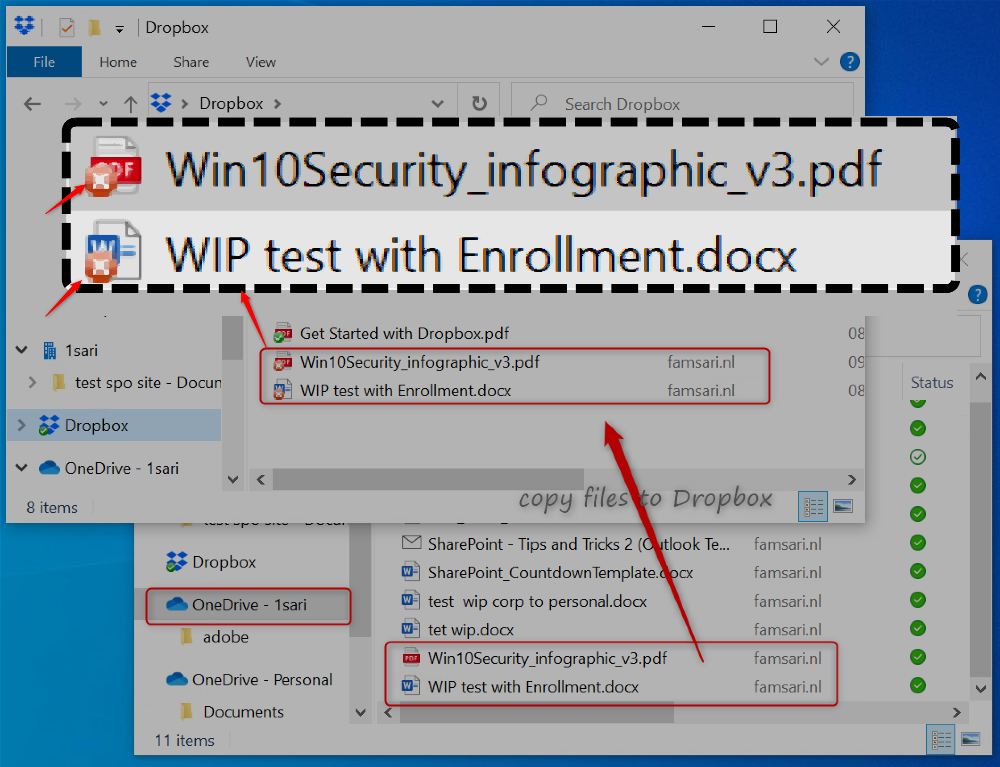 Dropbox
File Home Share View
Dropbox
Search Dropbox
PDF Win10Security_infographic_v3.pdf
W WIP test with Enrollment.docx
Get Started with Dropbox.pdf 08
1sari
Win10Security_infographic_v3.pdf famsari.nl 09
test spo site - Docun
WIP test with Enrollment.docx famsari.nl 08
Dropbox
OneDrive - 1sari
8 items
copy files to Dropbox
Status
SharePoint - Tips and Tricks 2 (Outlook Te... famsari.nl
Dropbox
SharePoint_CountdownTemplate.docx famsari.nl
OneDrive - 1sari
test  wip corp to personal.docx famsari.nl
adobe
tet wip.docx famsari.nl
PDF Win10Security_infographic_v3.pdf famsari.nl
OneDrive - Personal
W WIP test with Enrollment.docx famsari.nl
Documents
11 items